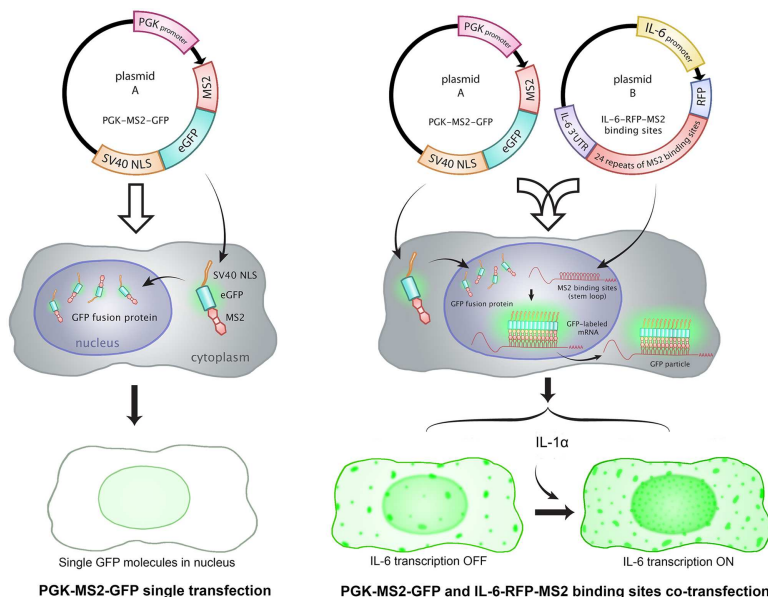 PGK promoter
plasmid
A
PGK-MS2-GFP
MS2
eGFP
SV40 NLS
SV40 NLS
eGFP
MS2
GFP fusion protein
nucleus
cytoplasm
Single GFP molecules in nucleus
PGK-MS2-GFP single transfection
PGK promoter
plasmid
A
PGK-MS2-GFP
MS2
eGFP
SV40 NLS
IL-6 promoter
plasmid
B
IL-6-RFP-MS2
binding sites
RFP
24 repeats of MS2 binding sites
IL-6 3'UTR
GFP fusion protein
AAAAA
MS2 binding sites
(stem loop)
GFP-labeled
mRNA
AAAAA
AAAAA
GFP particle
IL-1α
IL-6 transcription OFF
IL-6 transcription ON
PGK-MS2-GFP and IL-6-RFP-MS2 binding sites co-transfection